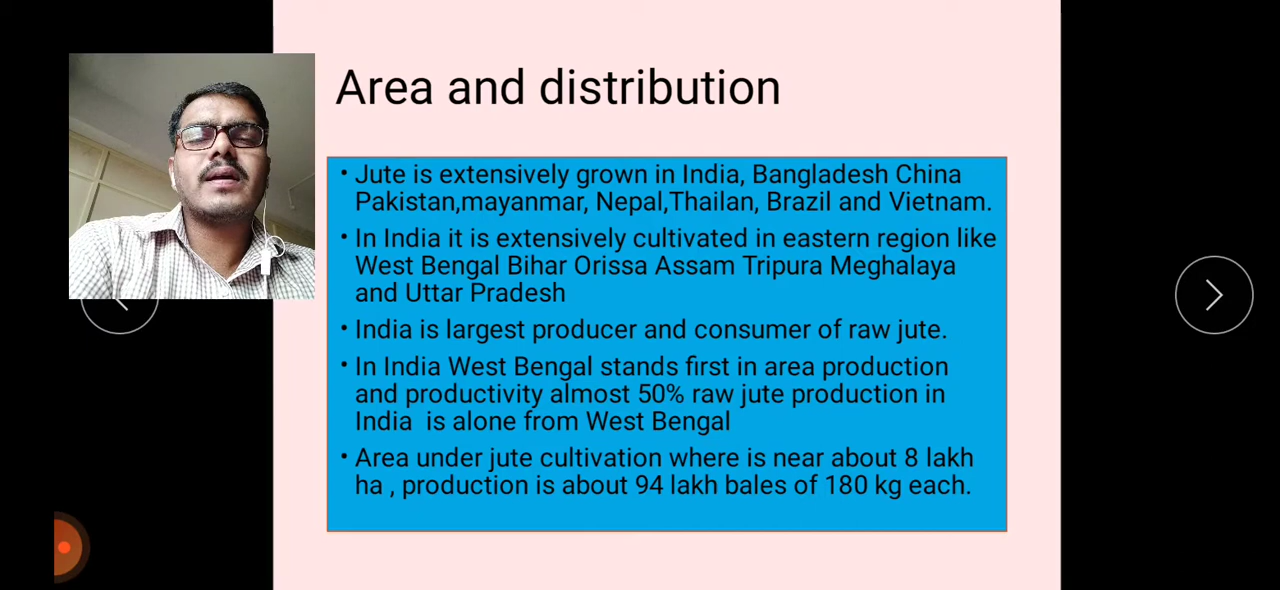 Area and distribution
• Jute is extensively grown in India, Bangladesh China
Pakistan,mayanmar, Nepal,Thailan, Brazil and Vietnam.
• In India it is extensively cultivated in eastern region like
West Bengal Bihar Orissa Assam Tripura Meghalaya
and Uttar Pradesh
• India is largest producer and consumer of raw jute.
• In India West Bengal stands first in area production
and productivity almost 50% raw jute production in
India  is alone from West Bengal
• Area under jute cultivation where is near about 8 lakh
ha , production is about 94 lakh bales of 180 kg each.